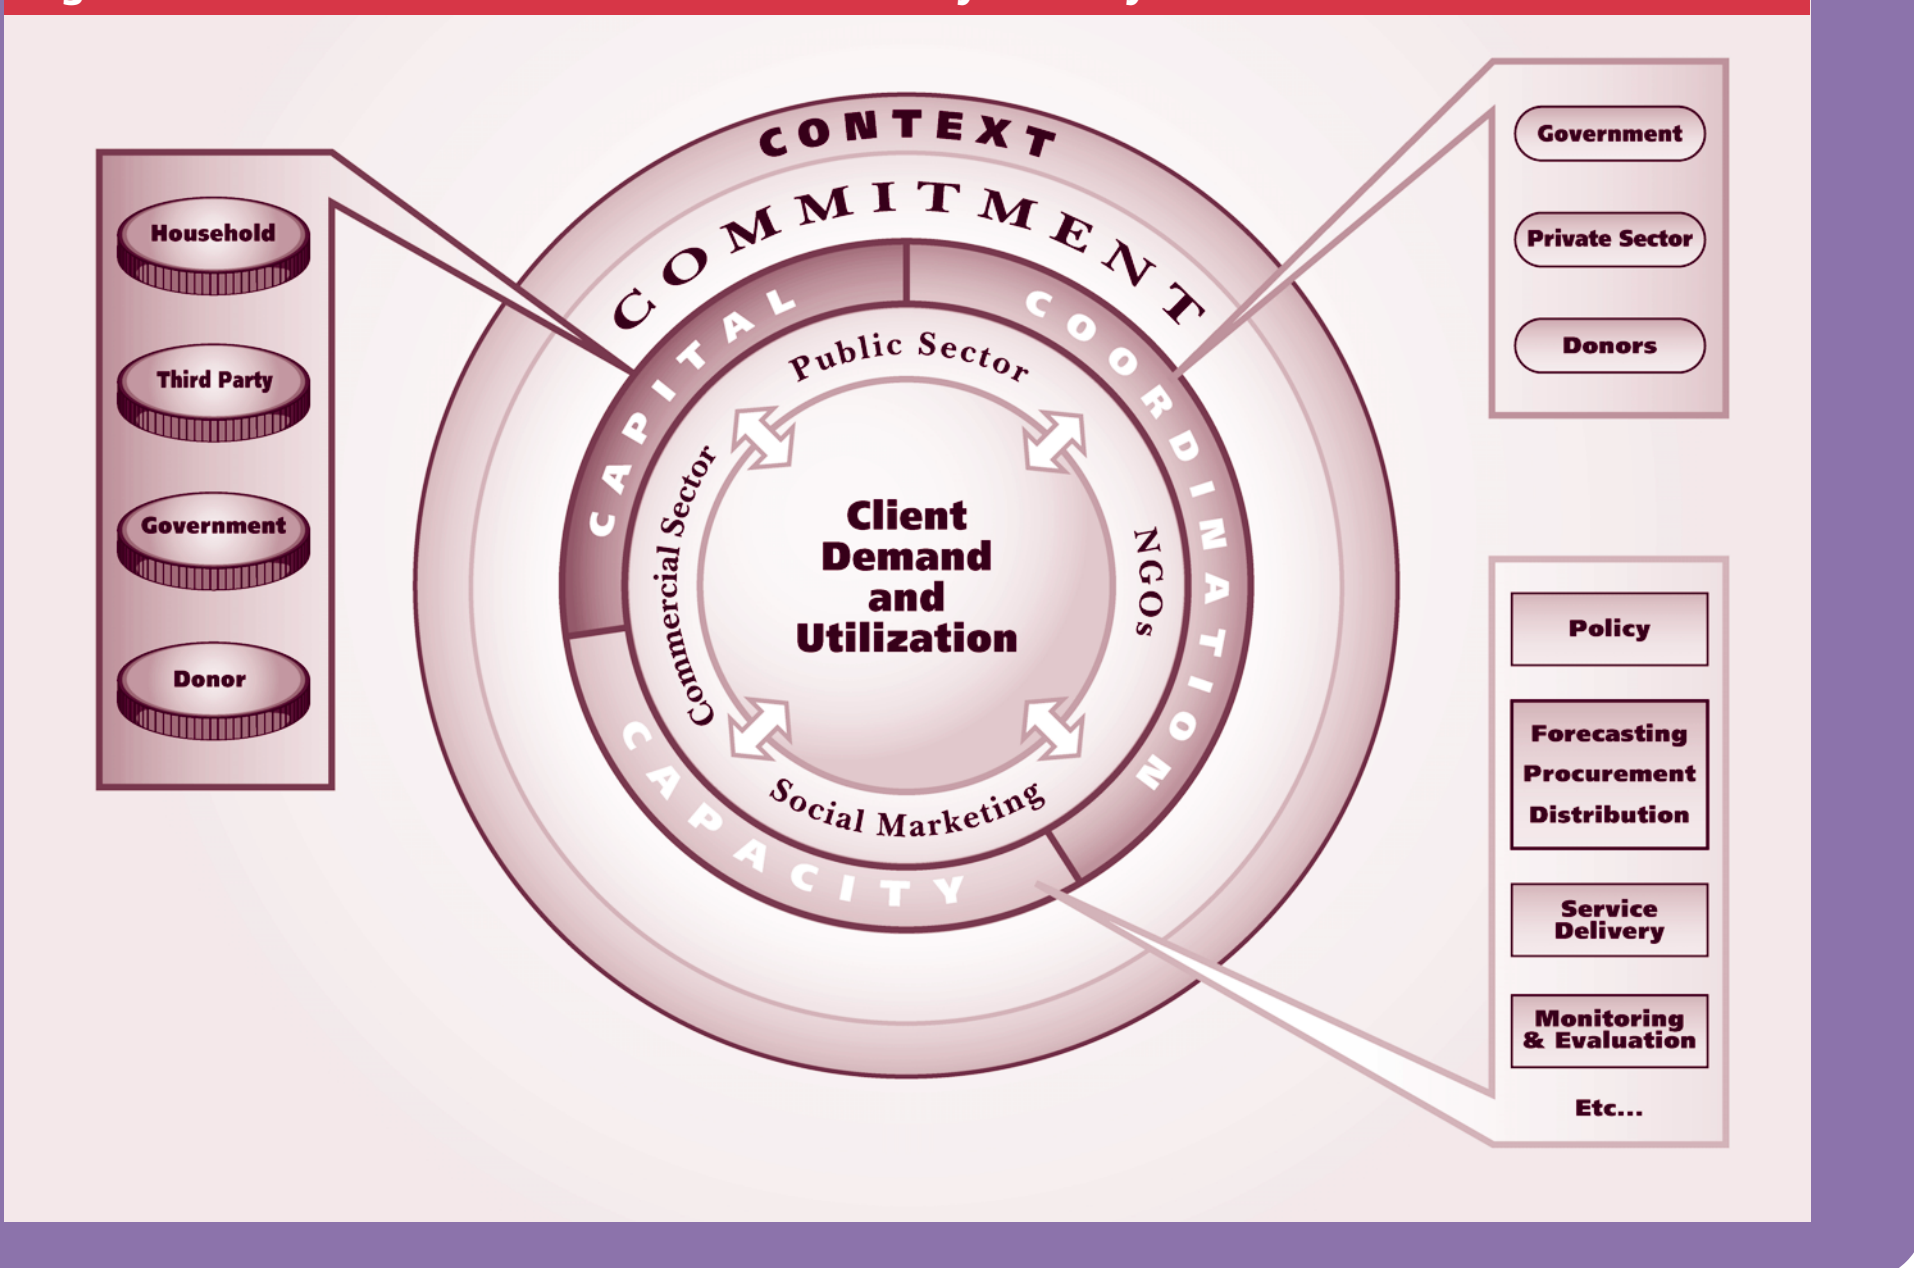 CONTEXT
COMMITMENT
CAPITAL
COORDINATION
CAPACITY
Public Sector
NGOs
Social Marketing
Commercial Sector
Client
Demand
and
Utilization
Household
Third Party
Government
Donor
Government
Private Sector
Donors
Policy
Forecasting
Procurement
Distribution
Service
Delivery
Monitoring
& Evaluation
Etc...